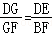 DG/GF = DE/BF